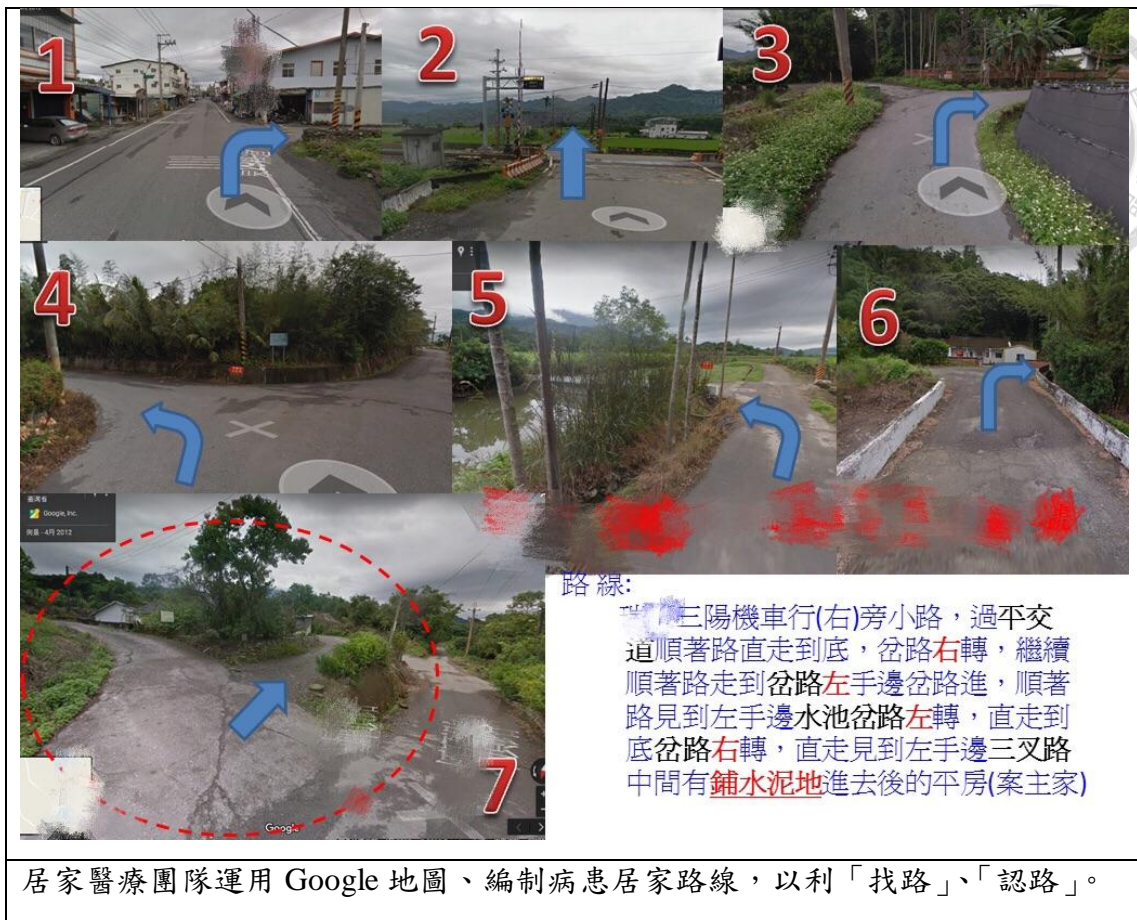 1
2
3
4
5
6
7
Google, Inc.
Google
路線:
三陽機車行(右)旁小路，過平交
道順著路直走到底，岔路右轉，繼續
順著路走到岔路左手邊岔路進，順著
路見到左手邊水池岔路左轉，直走到
底岔路右轉，直走見到左手邊三叉路
中間有鋪水泥地進去後的平房(案主家)
居家醫療團隊運用 Google 地圖、編制病患居家路線，以利「找路」、「認路」。